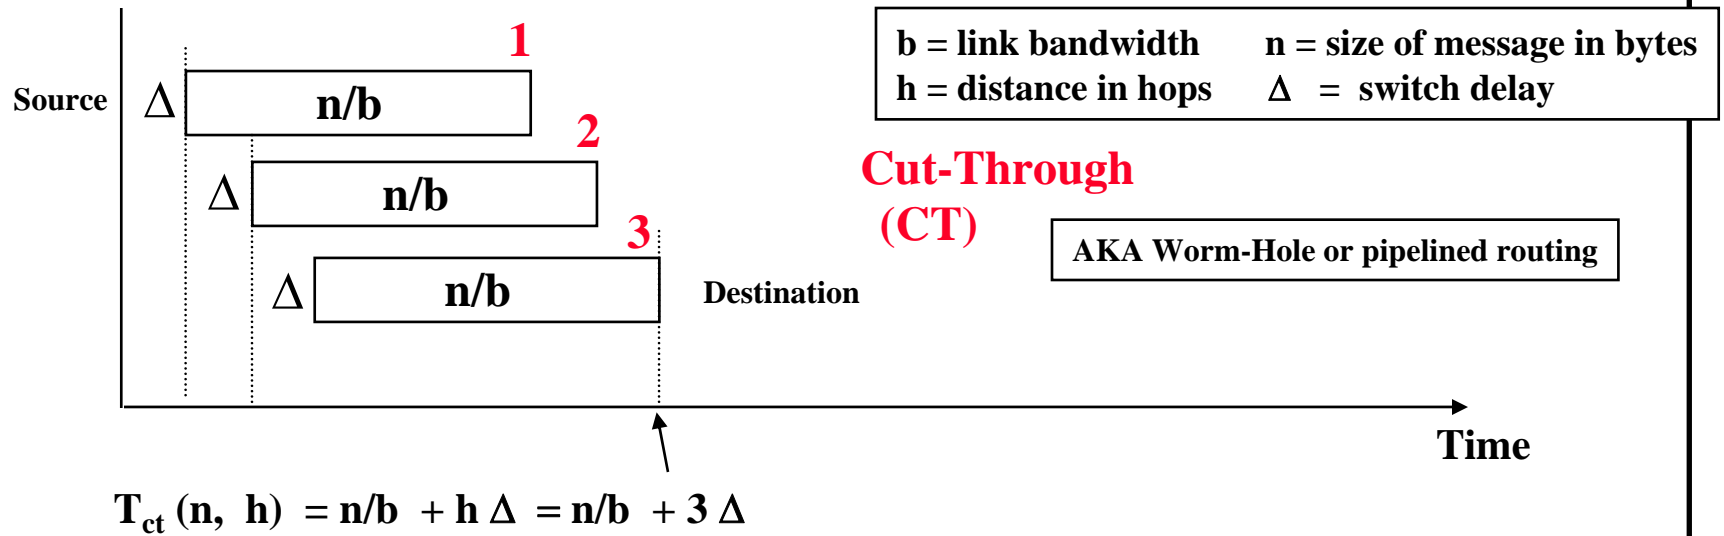 b = link bandwidth n = size of message in bytes
h = distance in hops Δ = switch delay
1
Source Δ n/b
2
Δ n/b
Cut-Through
(CT)
3
AKA Worm-Hole or pipelined routing
Δ n/b Destination
Time
T_ct (n, h) = n/b + h Δ = n/b + 3 Δ